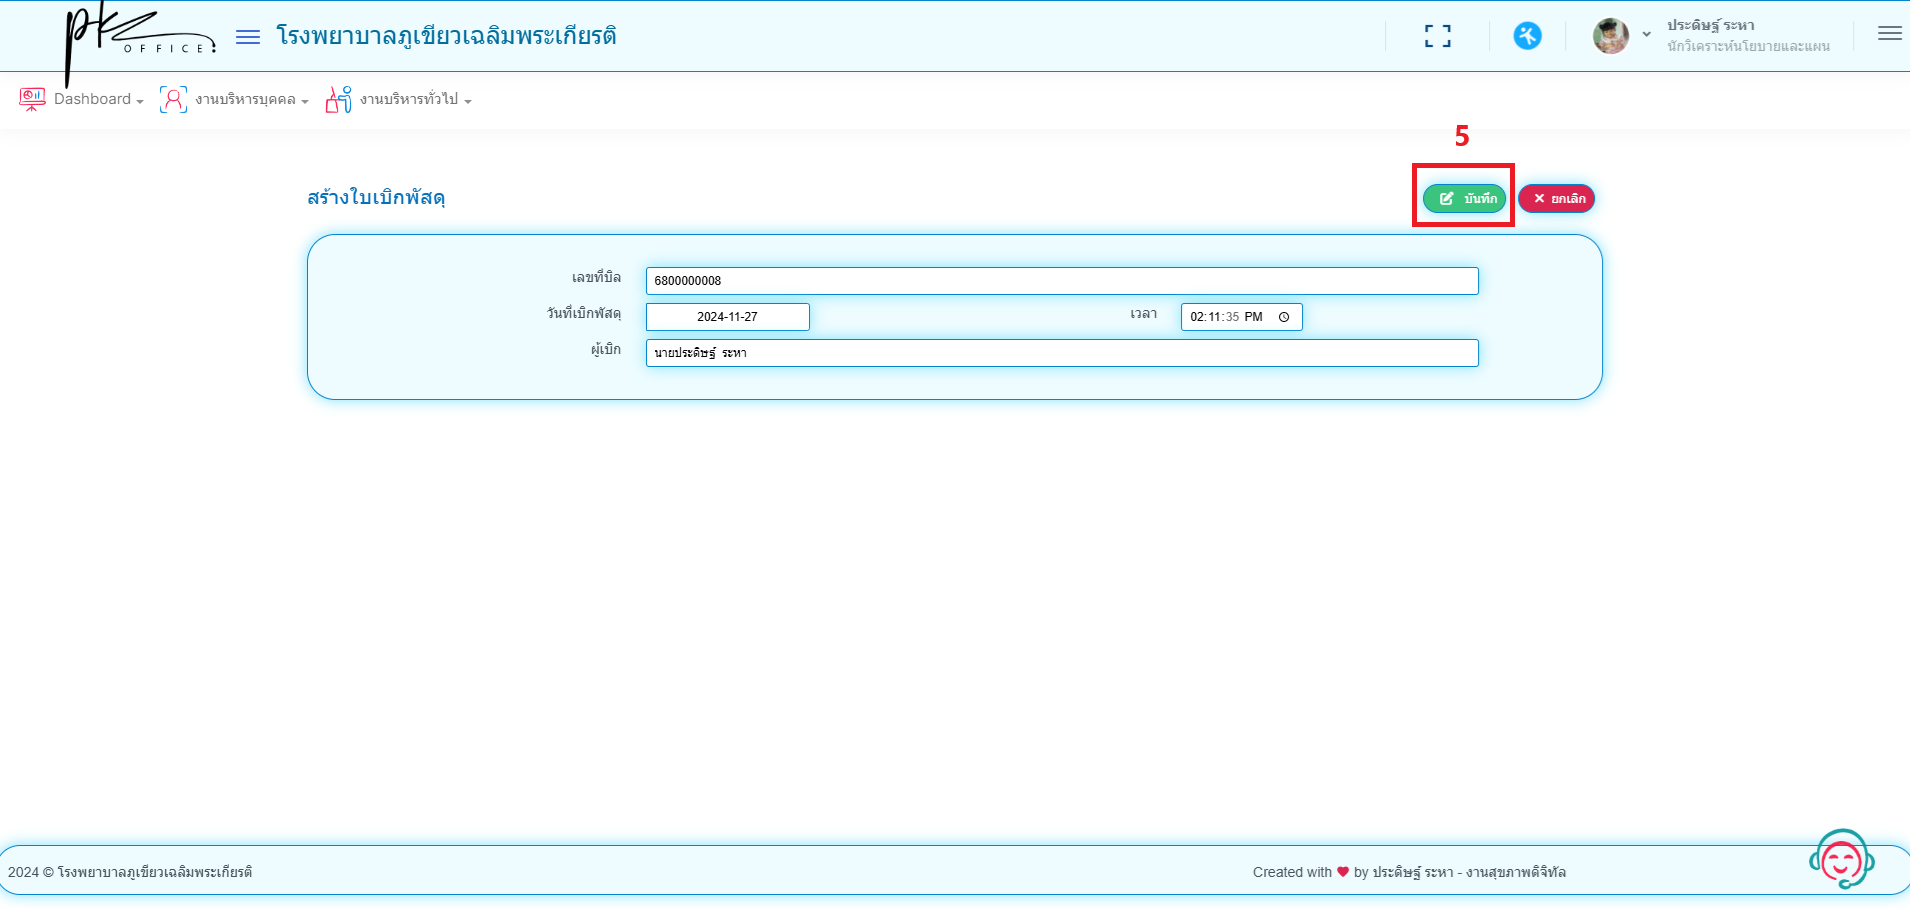 pk OFFICE
โรงพยาบาลภูเขียวเฉลิมพระเกียรติ
ประดิษฐ์ ระหา
นักวิเคราะห์นโยบายและแผน
Dashboard
งานบริหารบุคคล
งานบริหารทั่วไป
5
สร้างใบเบิกพัสดุ
บันทึก
ยกเลิก
เลขที่บิล
6800000008
วันที่เบิกพัสดุ
2024-11-27
เวลา
02:11:35 PM
ผู้เบิก
นายประดิษฐ์ ระหา
2024 © โรงพยาบาลภูเขียวเฉลิมพระเกียรติ
Created with ♥ by ประดิษฐ์ ระหา - งานสุขภาพดิจิทัล